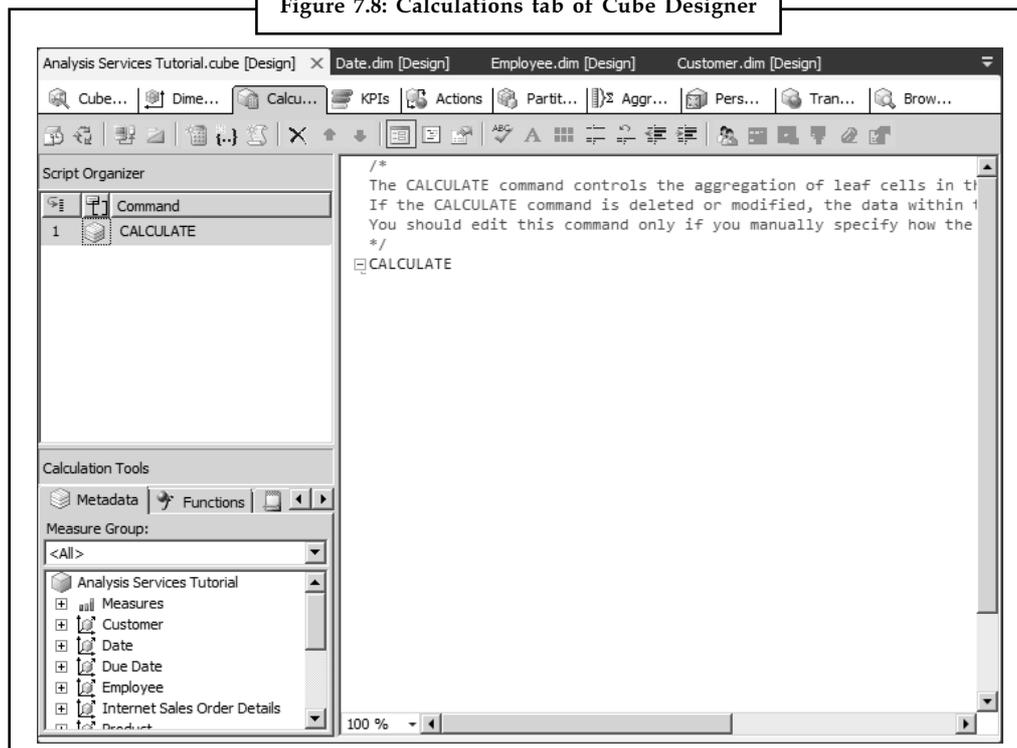 Figure 7.8: Calculations tab of Cube Designer
Analysis Services Tutorial.cube [Design] Date.dim [Design] Employee.dim [Design] Customer.dim [Design]
Cube... Dime... Calcu... KPIs Actions Partit... Aggr... Pers... Tran... Brow...
Script Organizer
Command
1 CALCULATE
/*
The CALCULATE command controls the aggregation of leaf cells in
If the CALCULATE command is deleted or modified, the data within
You should edit this command only if you manually specify how the
*/
CALCULATE
Calculation Tools
Metadata Functions
Measure Group:
<All>
Analysis Services Tutorial
Measures
Customer
Date
Due Date
Employee
Internet Sales Order Details
Product
100 %